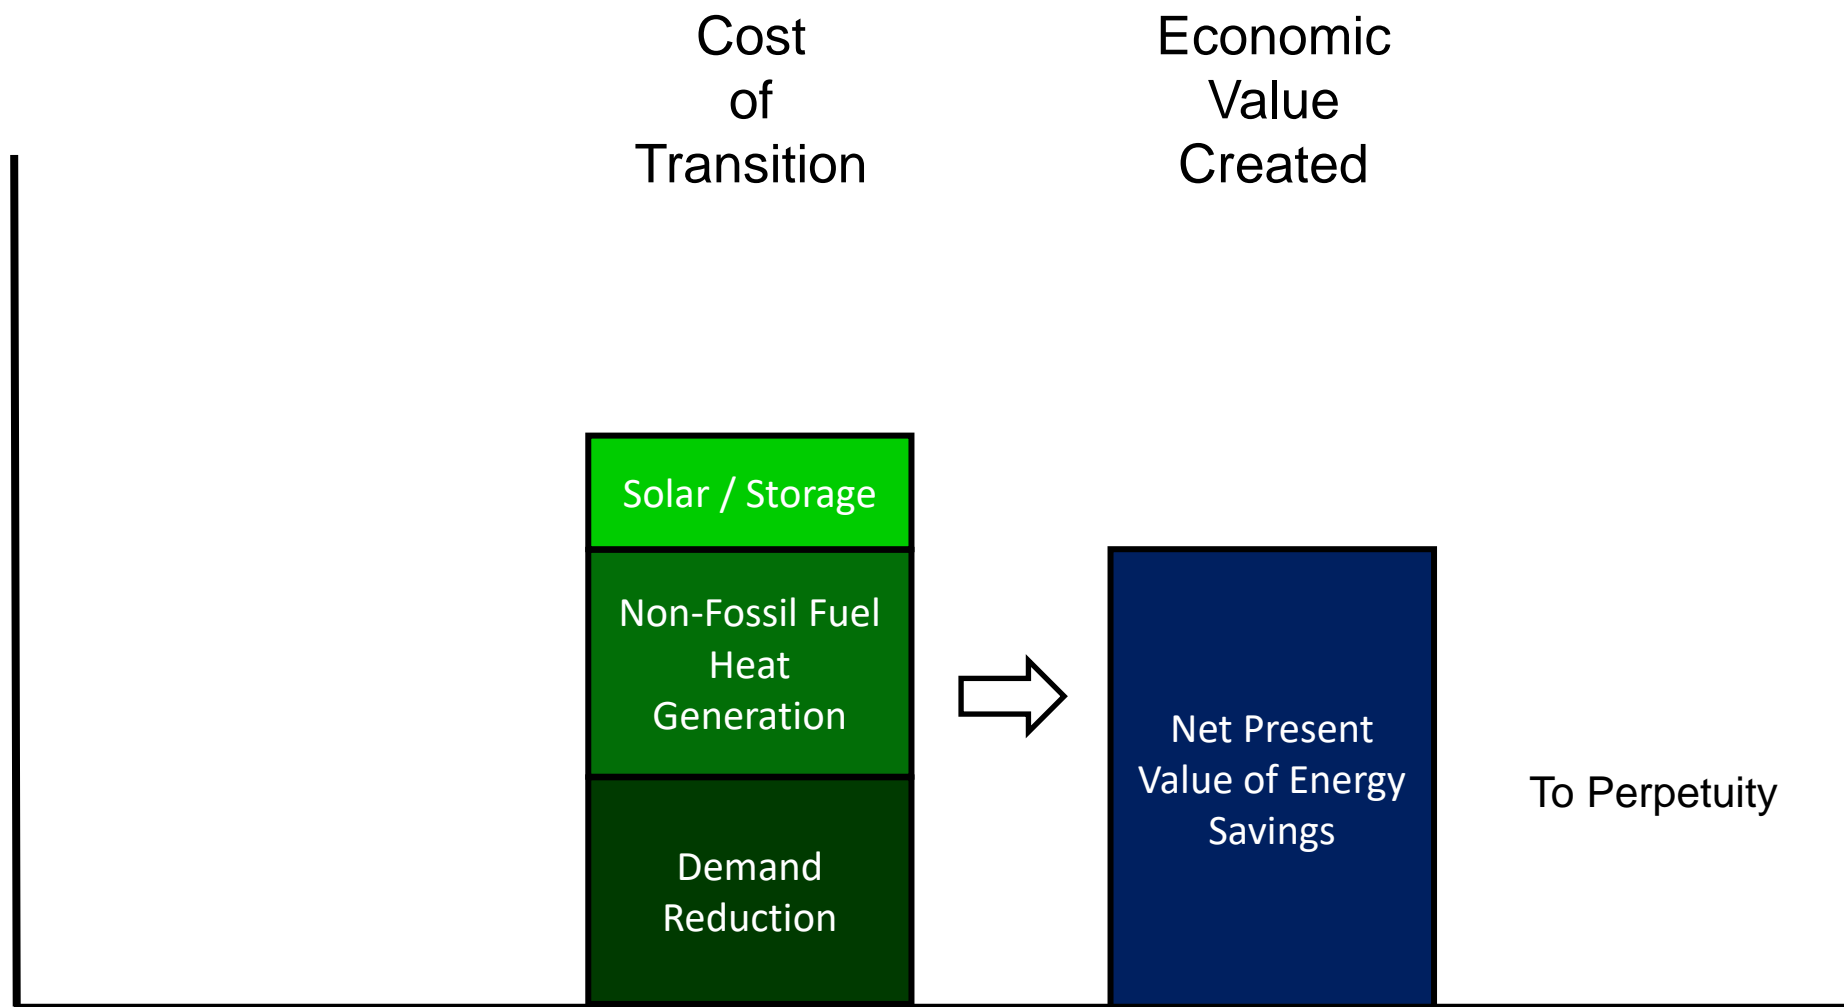 Cost
of
Transition
Economic
Value
Created
Solar / Storage
Non-Fossil Fuel
Heat
Generation
Demand
Reduction
Net Present
Value of Energy
Savings
To Perpetuity